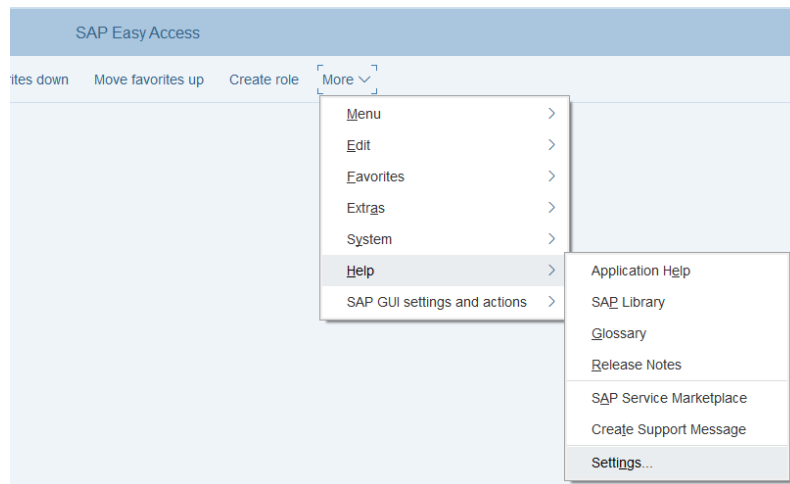 SAP Easy Access
rites down Move favorites up Create role More
Menu
Edit
Favorites
Extras
System
Help
SAP GUI settings and actions
Application Help
SAP Library
Glossary
Release Notes
SAP Service Marketplace
Create Support Message
Settings...